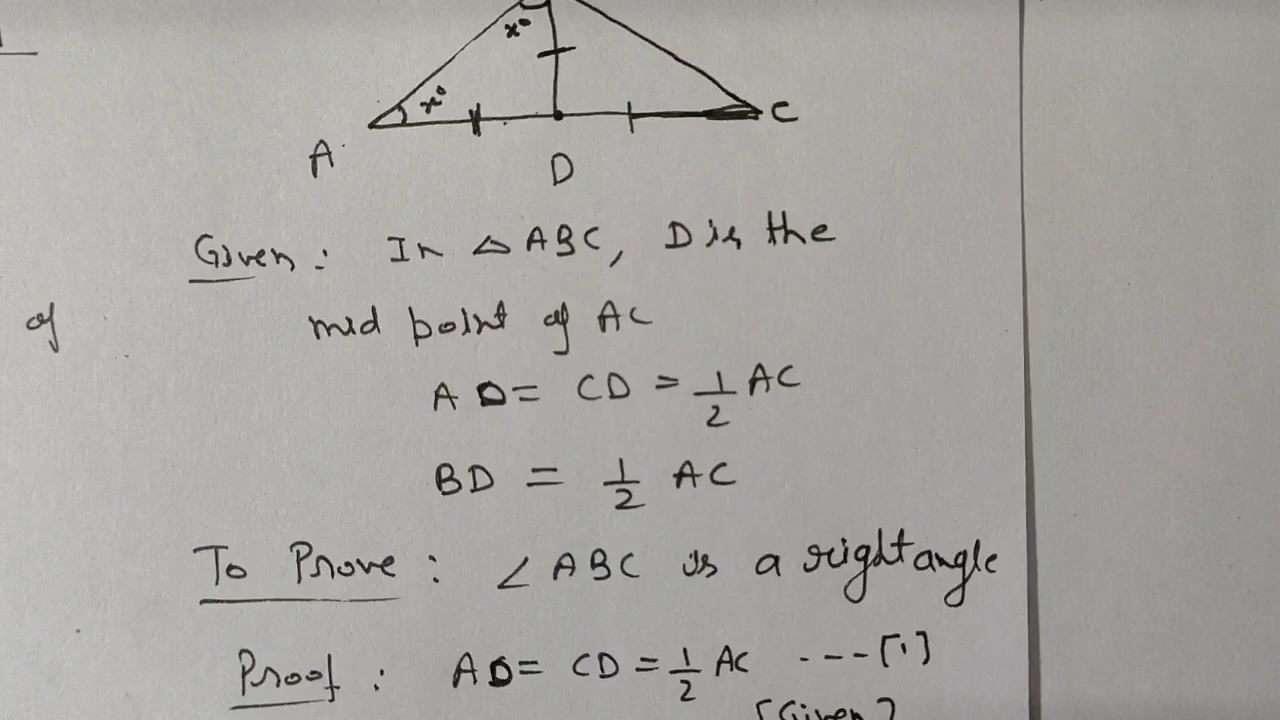 x°
x°
C
A
D
Given : In △ ABC, D is the
of
mid point of AC
AD = CD = 1/2 AC
BD = 1/2 AC
To Prove : ∠ ABC is a right angle
Proof : AD = CD = 1/2 AC ---[1]
[Given]